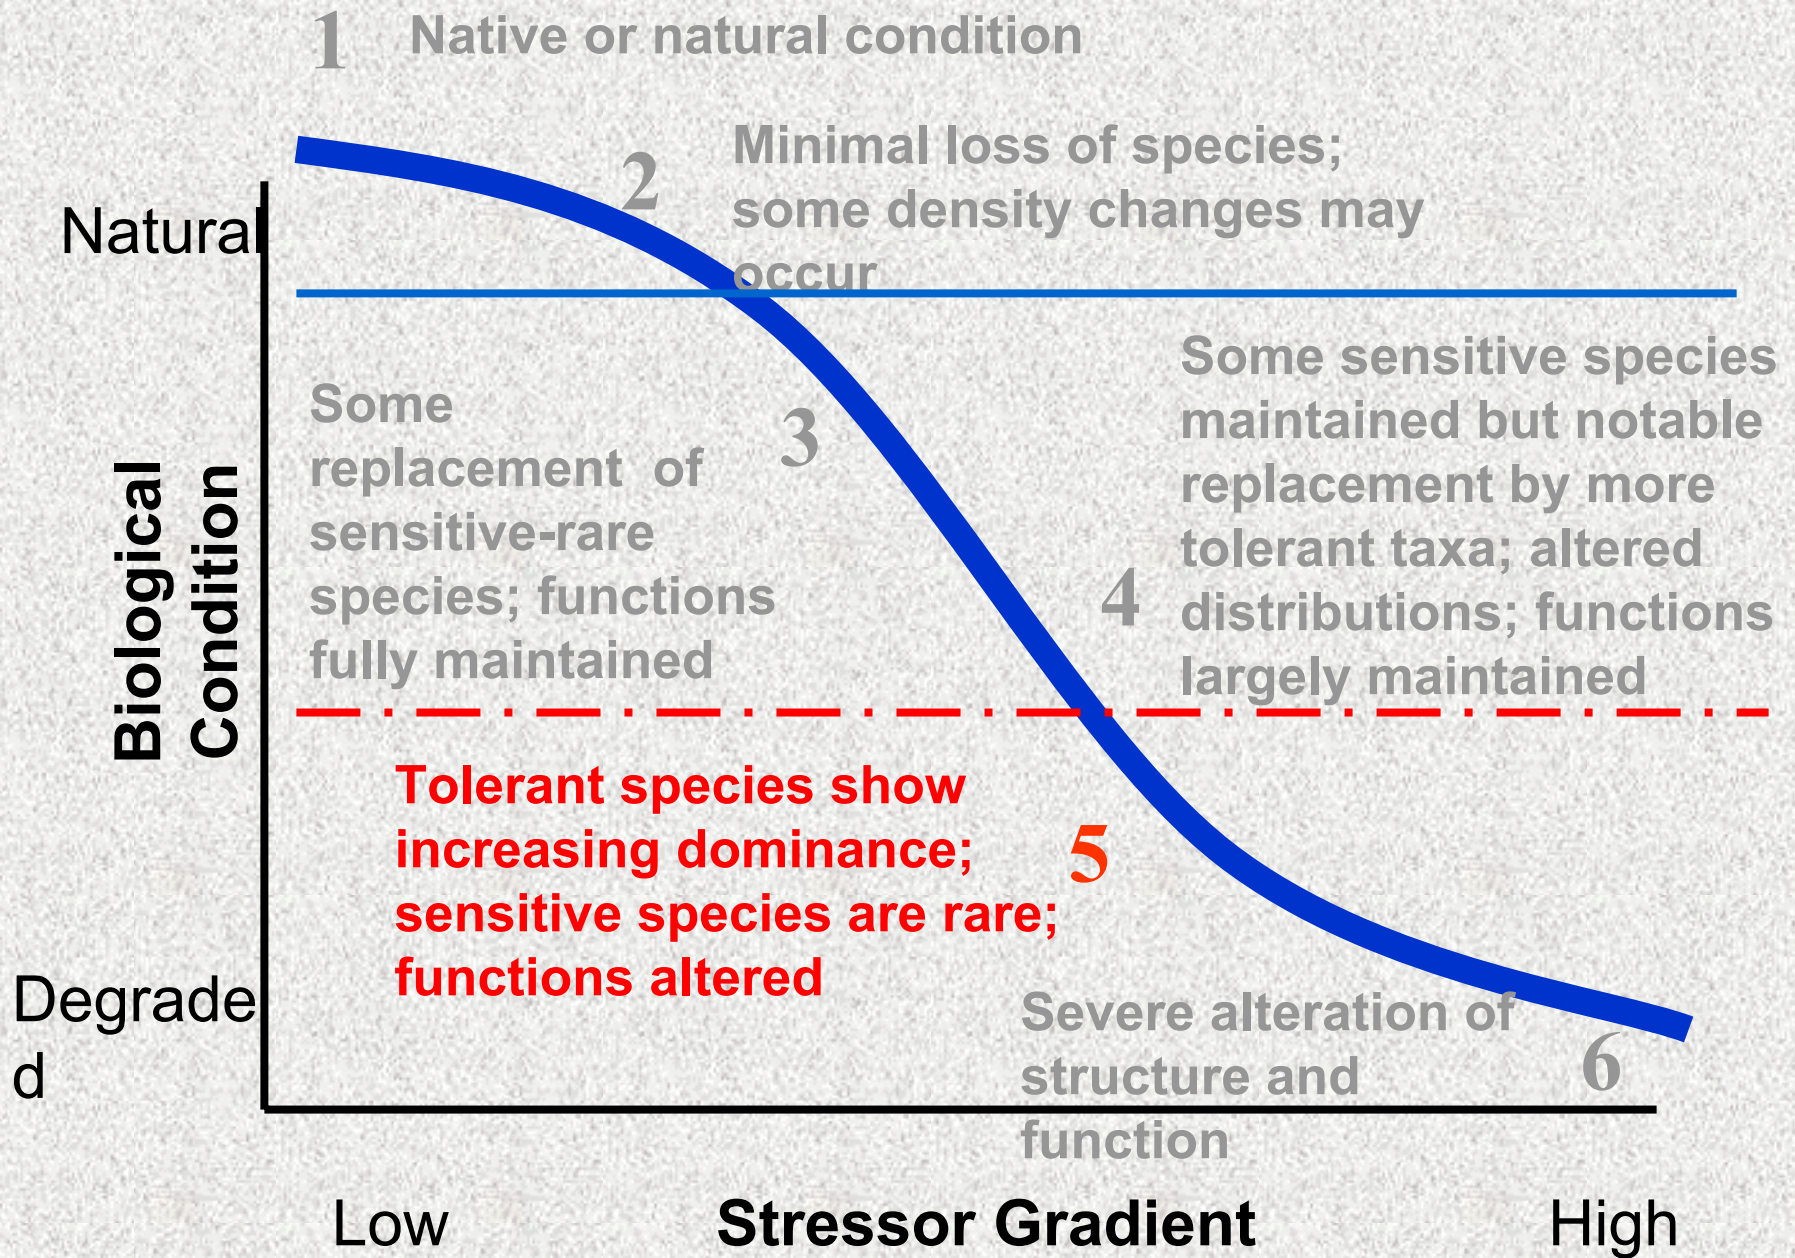 1 Native or natural condition
2 Minimal loss of species;
some density changes may
occur
Natural
Some
replacement of
sensitive-rare
species; functions
fully maintained
3
Some sensitive species
maintained but notable
replacement by more
tolerant taxa; altered
distributions; functions
largely maintained
4
Biological
Condition
Tolerant species show
increasing dominance;
sensitive species are rare;
functions altered
5
Degrade
d
Severe alteration of
structure and
function
6
Low Stressor Gradient High